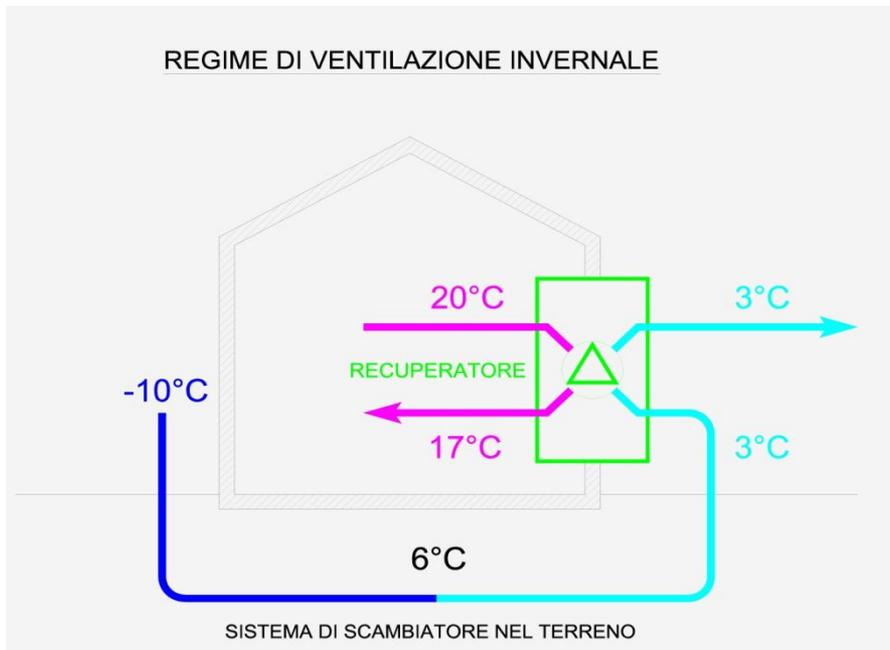 REGIME DI VENTILAZIONE INVERNALE
20°C
3°C
RECUPERATORE
-10°C
17°C
3°C
6°C
SISTEMA DI SCAMBIATORE NEL TERRENO